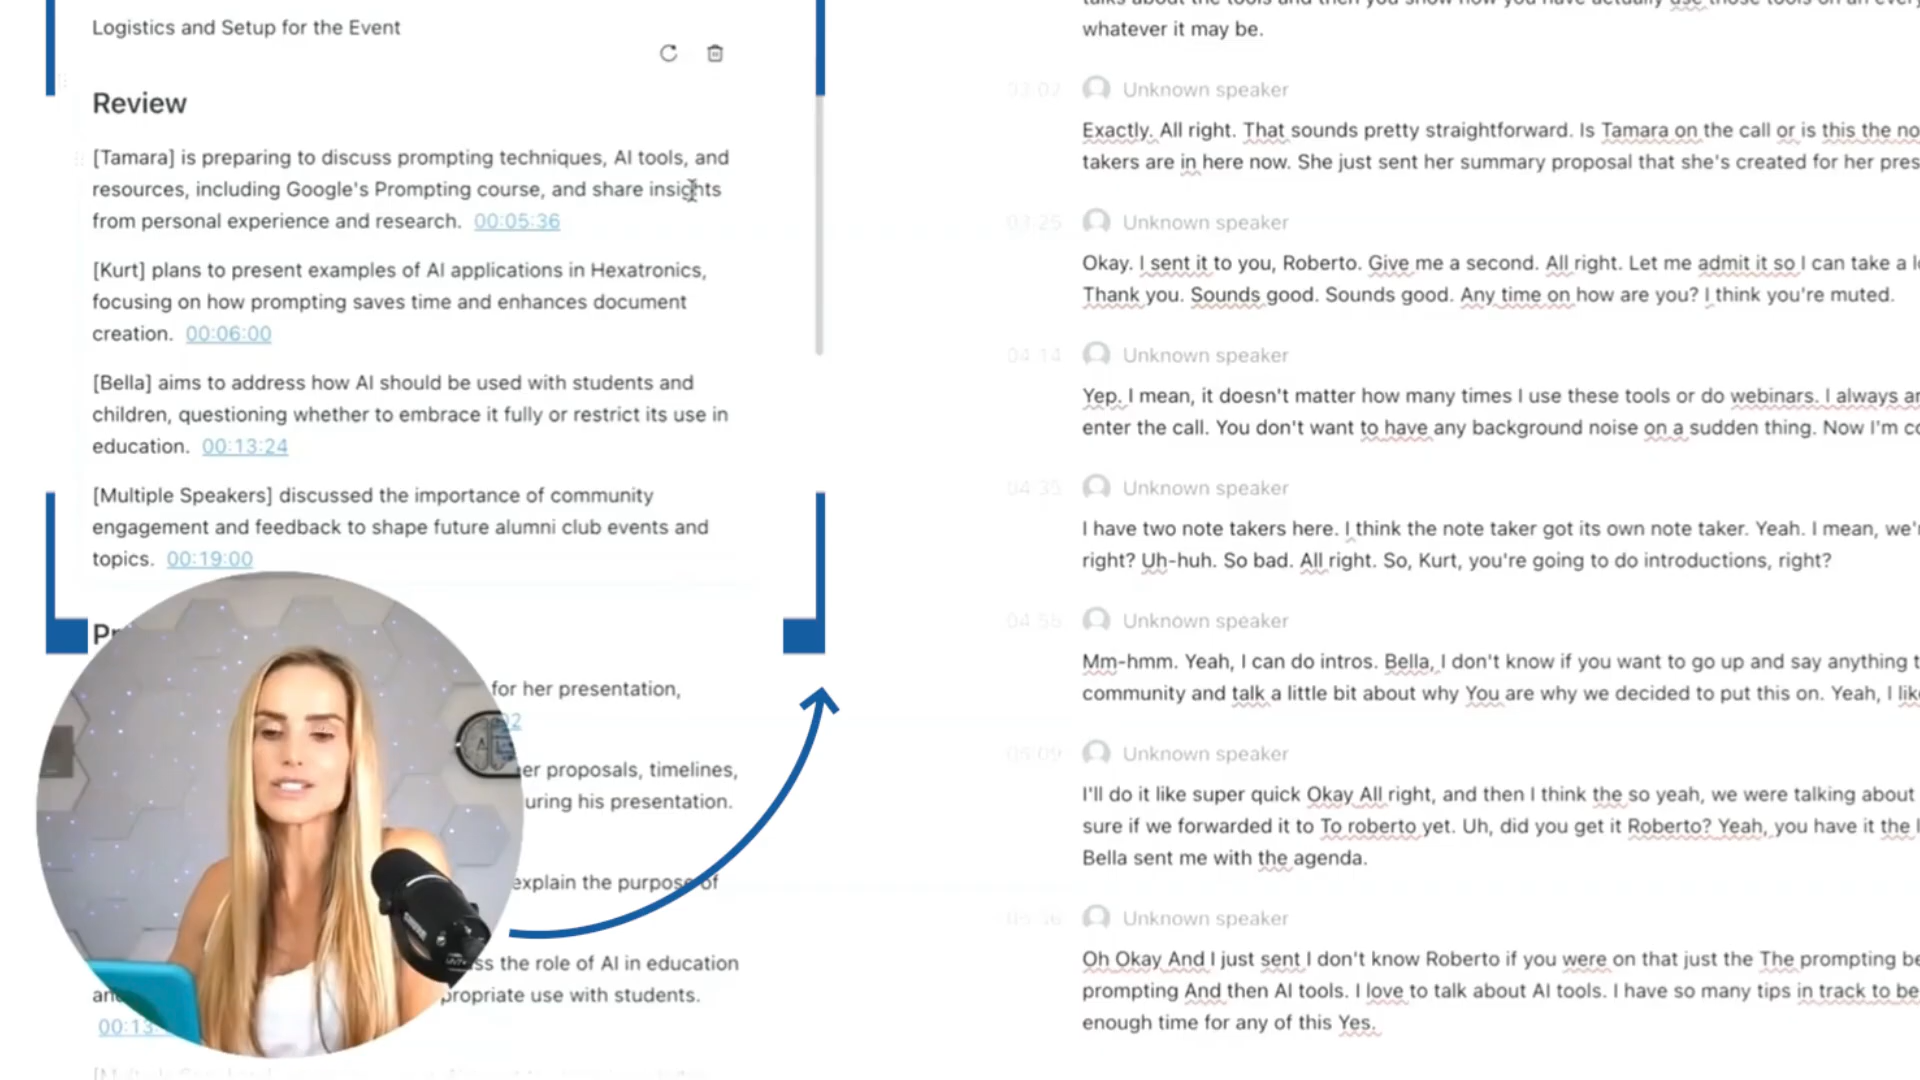 Logistics and Setup for the Event
Review
[Tamara] is preparing to discuss prompting techniques, AI tools, and
resources, including Google's Prompting course, and share insights
from personal experience and research. 00:05:36
[Kurt] plans to present examples of AI applications in Hexatronics,
focusing on how prompting saves time and enhances document
creation. 00:06:00
[Bella] aims to address how AI should be used with students and
children, questioning whether to embrace it fully or restrict its use in
education. 00:13:24
[Multiple Speakers] discussed the importance of community
engagement and feedback to shape future alumni club events and
topics. 00:19:00
for her presentation,
proposals, timelines,
his presentation.
explain the purpose of
the role of AI in education
use with students.
00:13
whatever it may be.
03:02 Unknown speaker
Exactly. All right. That sounds pretty straightforward. Is Tamara on the call or is this the
takers are in here now. She just sent her summary proposal that she's created for her
03:25 Unknown speaker
Okay. I sent it to you, Roberto. Give me a second. All right. Let me admit it so I can take a
Thank you. Sounds good. Sounds good. Any time on how are you? I think you're muted.
04:14 Unknown speaker
Yep. I mean, it doesn't matter how many times I use these tools or do webinars. I always
enter the call. You don't want to have any background noise on a sudden thing. Now I'm
04:35 Unknown speaker
I have two note takers here. I think the note taker got its own note taker. Yeah. I mean,
right? Uh-huh. So bad. All right. So, Kurt, you're going to do introductions, right?
Unknown speaker
Mm-hmm. Yeah, I can do intros. Bella, I don't know if you want to go up and say anything
community and talk a little bit about why You are why we decided to put this on. Yeah, I
05:09 Unknown speaker
I'll do it like super quick Okay All right, and then I think the so yeah, we were talking about
sure if we forwarded it to To roberto yet. Uh, did you get it Roberto? Yeah, you have it the
Bella sent me with the agenda.
Unknown speaker
Oh Okay And I just sent I don't know Roberto if you were on that just the The prompting
prompting And then AI tools. I love to talk about AI tools. I have so many tips in track to
enough time for any of this Yes.